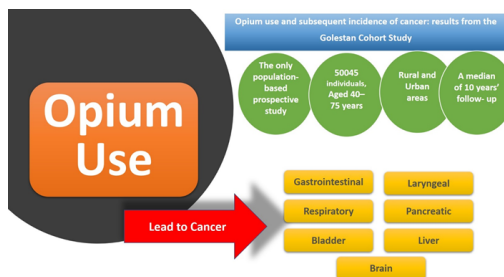 Opium use and subsequent incidence of cancer: results from the
Golestan Cohort Study
The only
population-
based
prospective
study
50045
individuals,
Aged 40–
75 years
Rural and
Urban
areas
A median
of 10 years'
follow- up
Opium
Use
Lead to Cancer
Gastrointestinal
Laryngeal
Respiratory
Pancreatic
Bladder
Liver
Brain